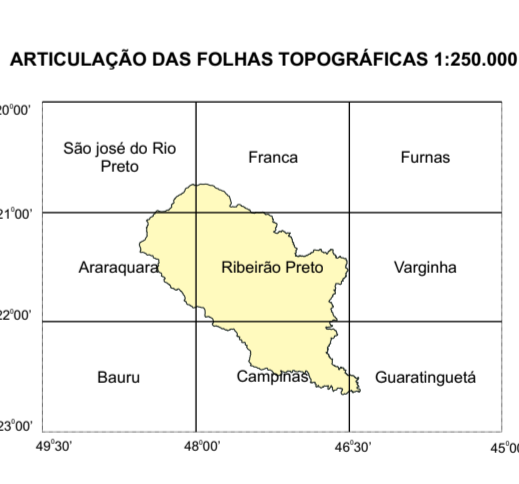 ARTICULAÇÃO DAS FOLHAS TOPOGRÁFICAS 1:250.000
20°00'
São josé do Rio
Preto
Franca
Furnas
21°00'
Araraquara
Ribeirão Preto
Varginha
22°00'
Bauru
Campinas
Guaratinguetá
23°00'
49°30'
48°00'
46°30'
45°00